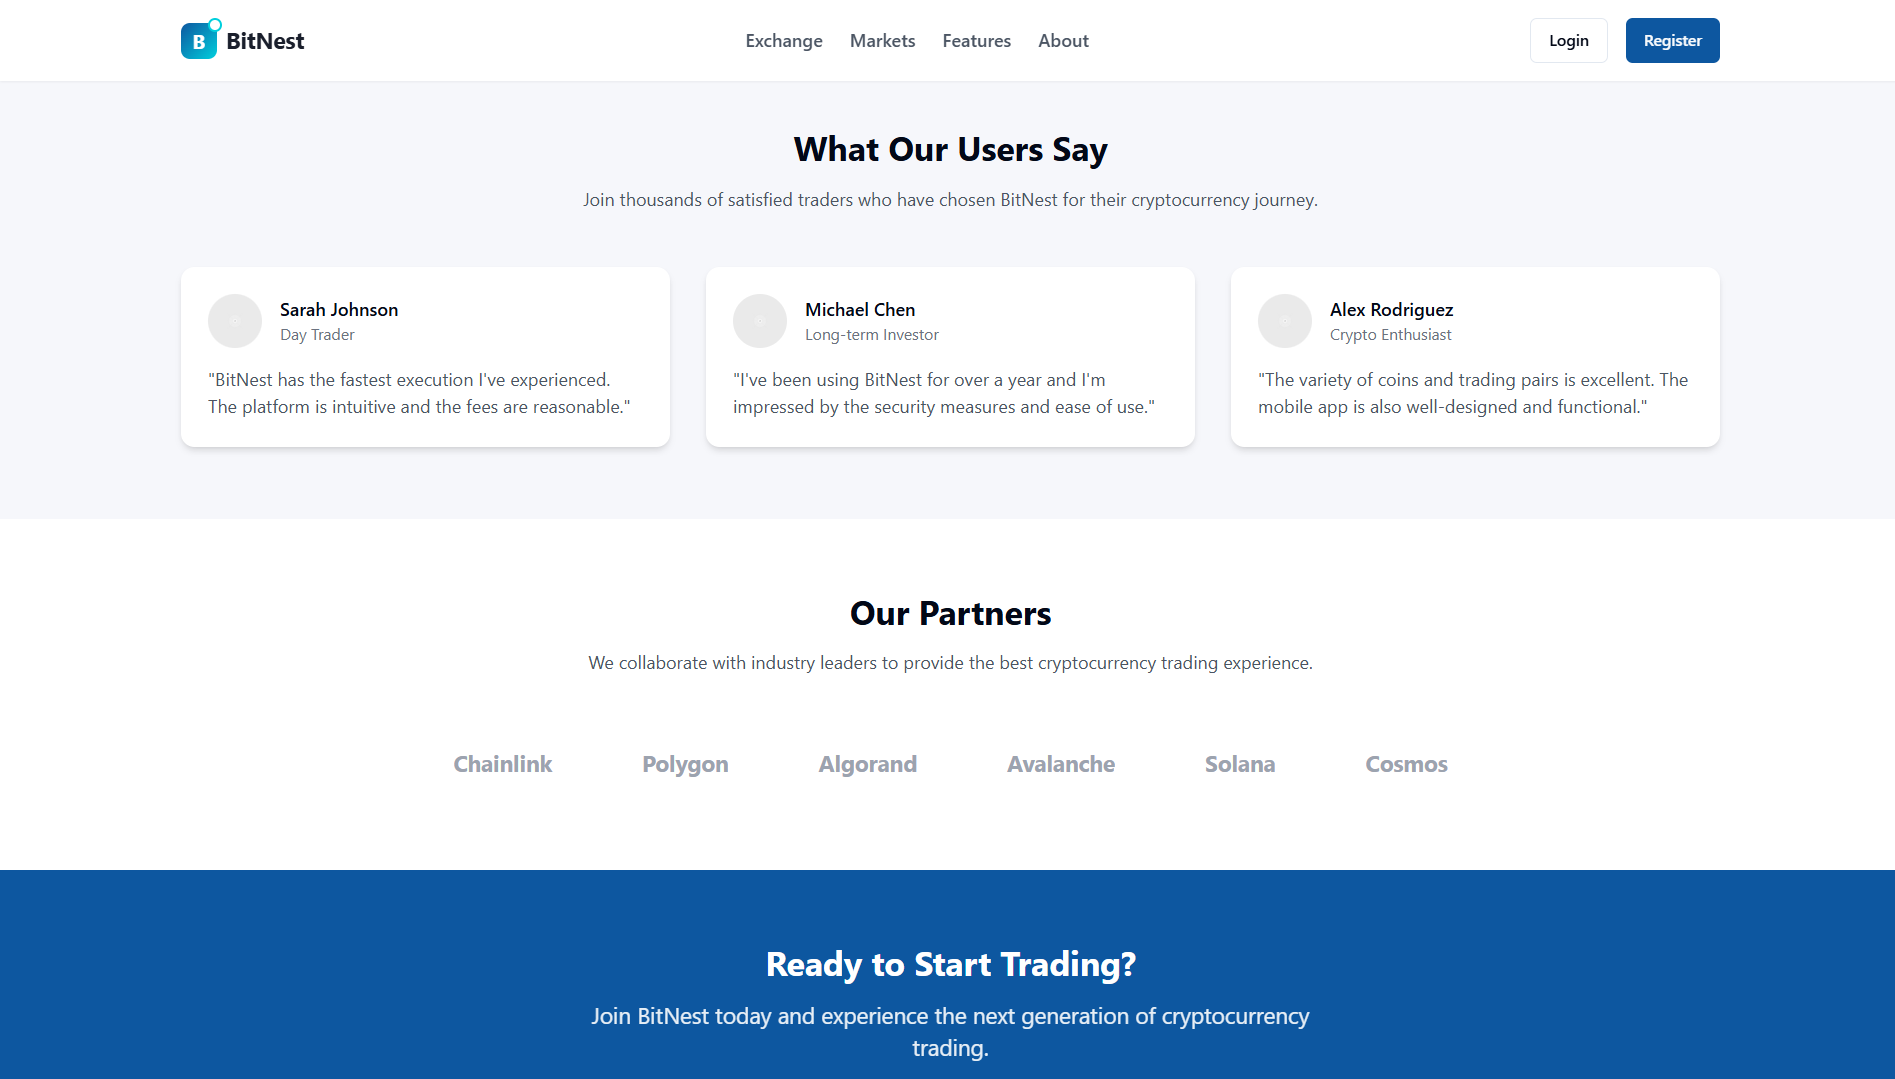 B BitNest
Exchange Markets Features About
Login
Register
What Our Users Say
Join thousands of satisfied traders who have chosen BitNest for their cryptocurrency journey.
Sarah Johnson
Day Trader
"BitNest has the fastest execution I've experienced.
The platform is intuitive and the fees are reasonable."
Michael Chen
Long-term Investor
"I've been using BitNest for over a year and I'm
impressed by the security measures and ease of use."
Alex Rodriguez
Crypto Enthusiast
"The variety of coins and trading pairs is excellent. The
mobile app is also well-designed and functional."
Our Partners
We collaborate with industry leaders to provide the best cryptocurrency trading experience.
Chainlink Polygon Algorand Avalanche Solana Cosmos
Ready to Start Trading?
Join BitNest today and experience the next generation of cryptocurrency
trading.